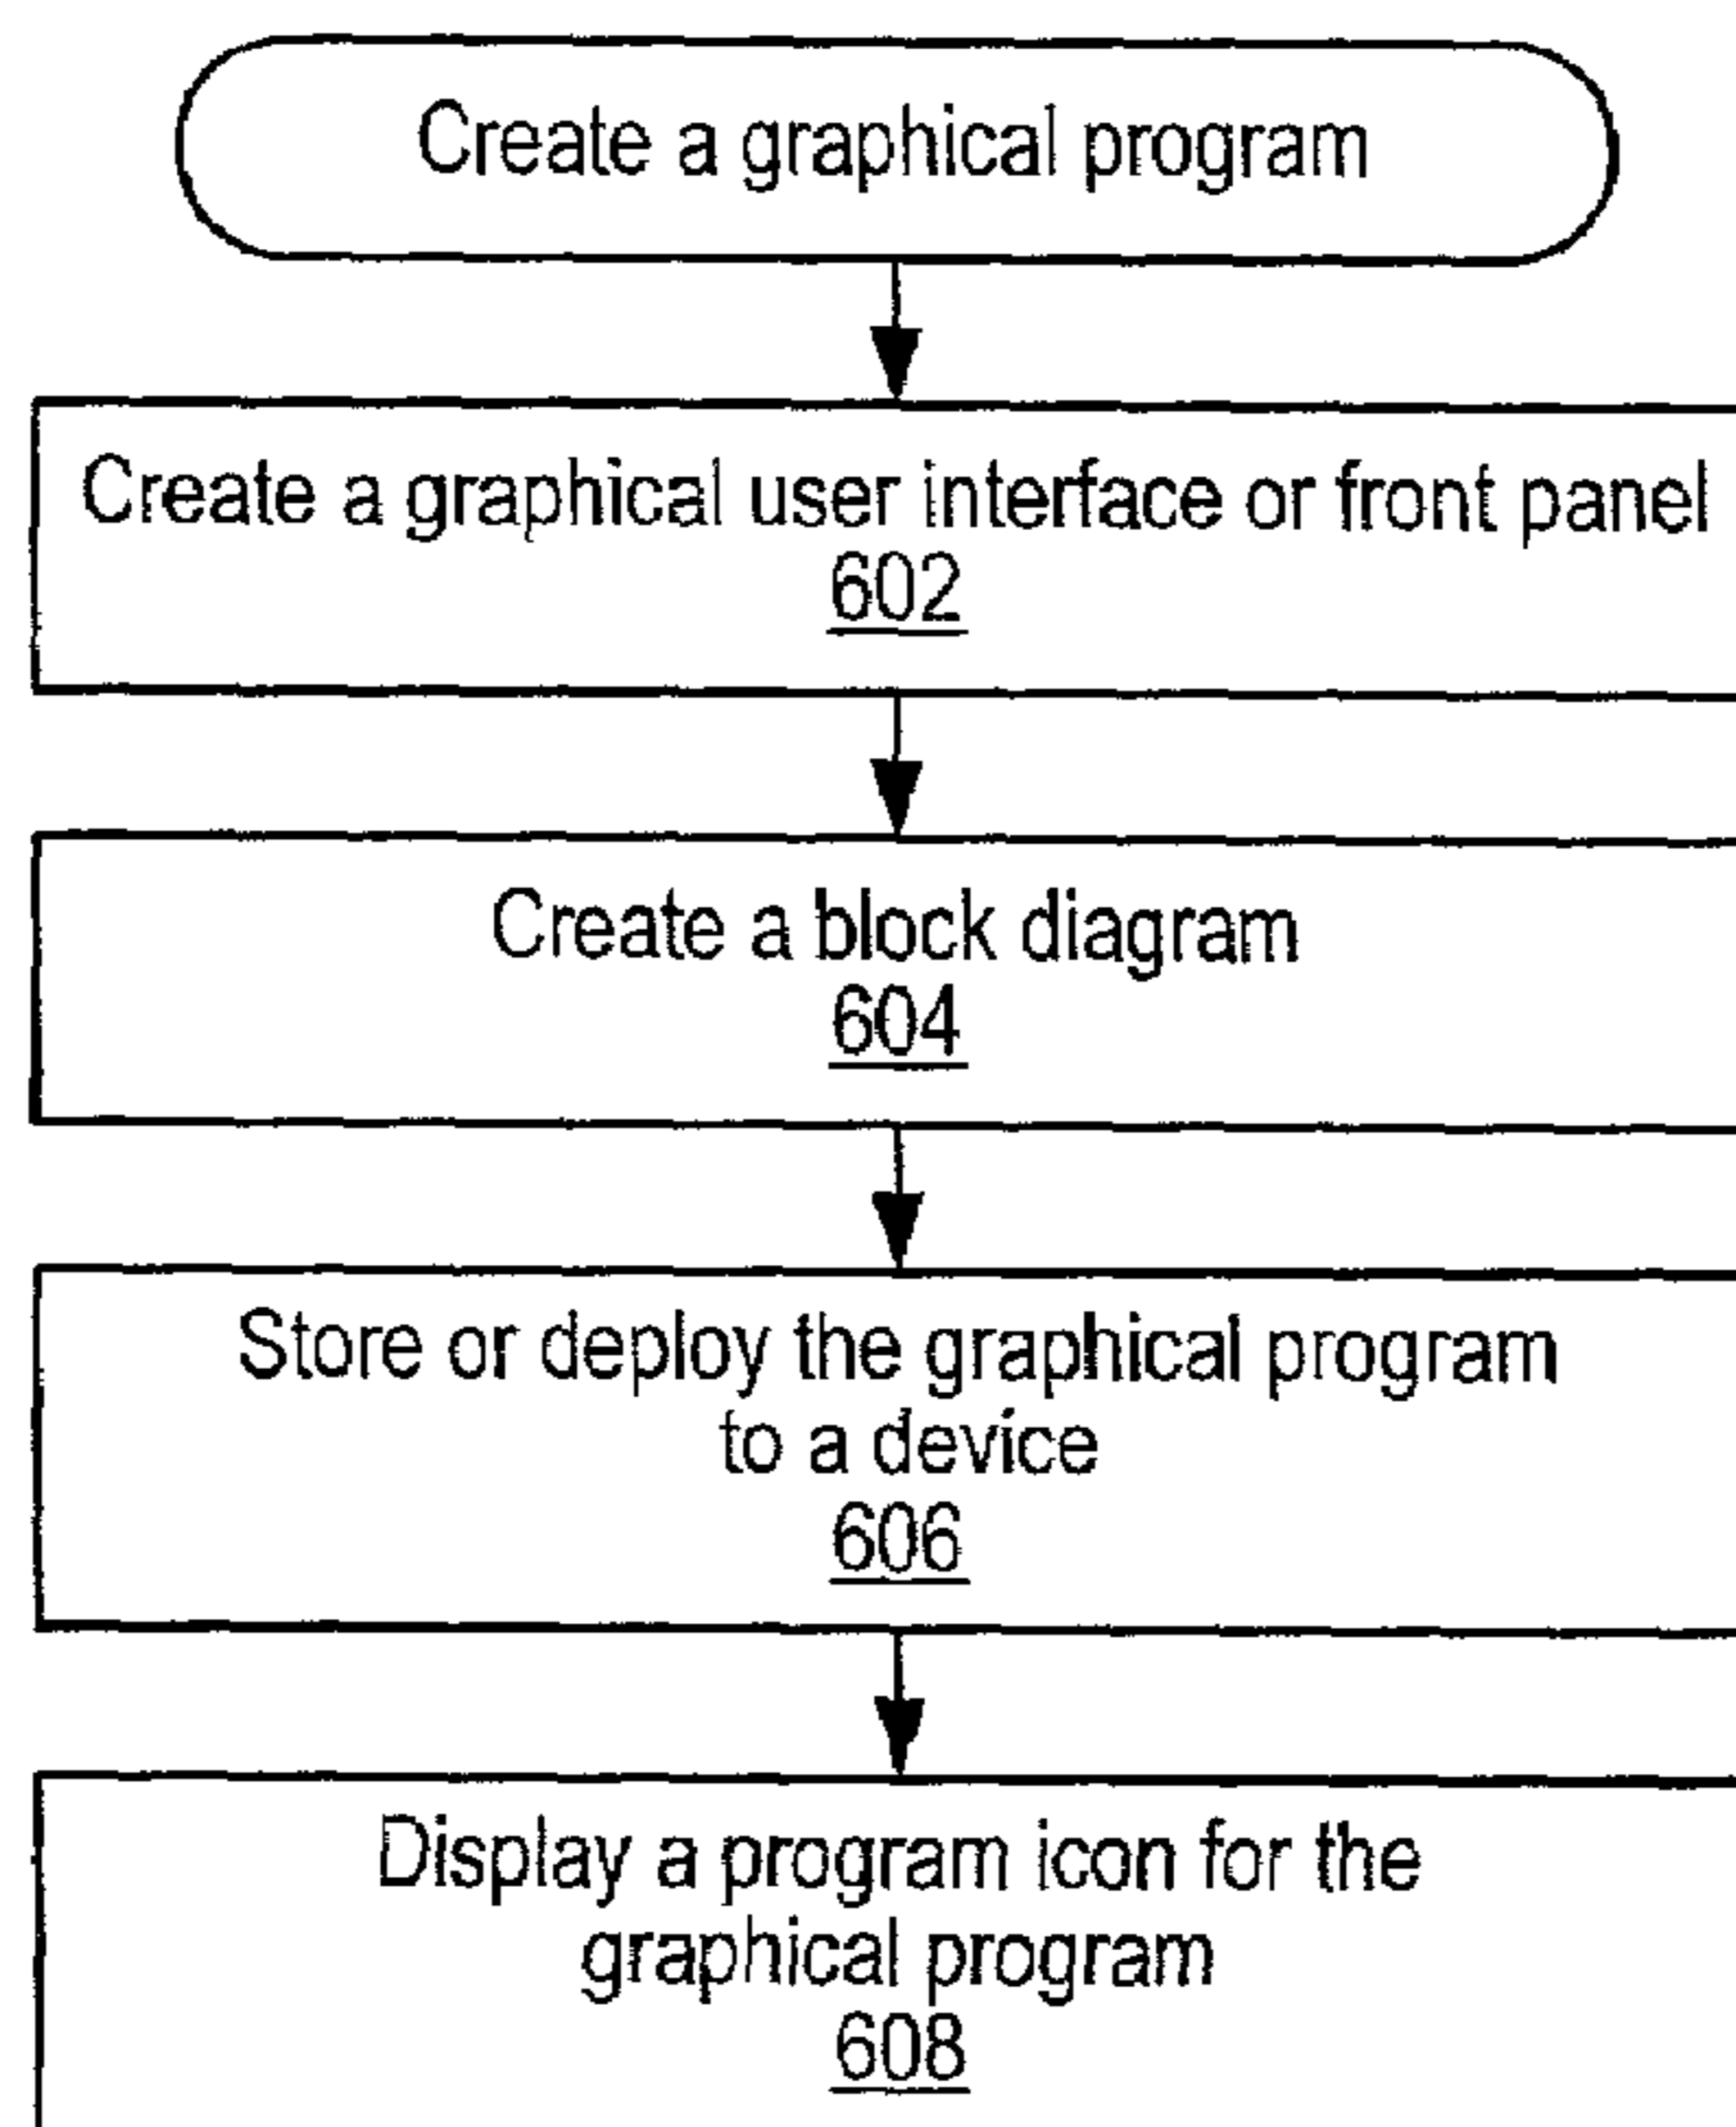 Create a graphical program
Create a graphical user interface or front panel
602
Create a block diagram
604
Store or deploy the graphical program
to a device
606
Display a program icon for the
graphical program
608